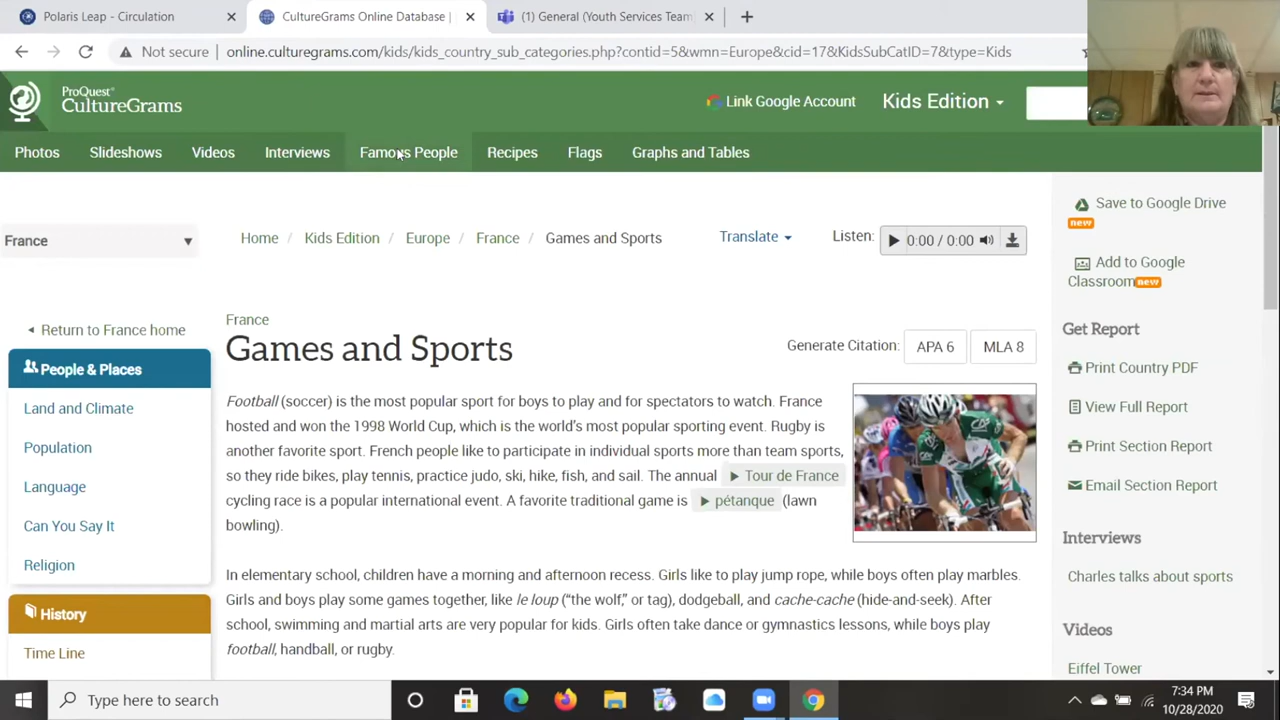 Polaris Leap - Circulation
CultureGrams Online Database |
(1) General (Youth Services Team
Not secure
online.culturegrams.com/kids/kids_country_sub_categories.php?contid=5&wmn=Europe&cid=17&KidsSubCatID=7&type=Kids
ProQuest®
CultureGrams
Link Google Account
Kids Edition
Photos
Slideshows
Videos
Interviews
Famous People
Recipes
Flags
Graphs and Tables
France
Home / Kids Edition / Europe / France / Games and Sports
Translate
Listen:
0:00 / 0:00
Save to Google Drive
new
Add to Google
Classroom new
Return to France home
People & Places
Land and Climate
Population
Language
Can You Say It
Religion
History
Time Line
France
Games and Sports
Generate Citation: APA 6 MLA 8
Football (soccer) is the most popular sport for boys to play and for spectators to watch. France
hosted and won the 1998 World Cup, which is the world's most popular sporting event. Rugby is
another favorite sport. French people like to participate in individual sports more than team sports,
so they ride bikes, play tennis, practice judo, ski, hike, fish, and sail. The annual Tour de France
cycling race is a popular international event. A favorite traditional game is pétanque (lawn
bowling).
In elementary school, children have a morning and afternoon recess. Girls like to play jump rope, while boys often play marbles.
Girls and boys play some games together, like le loup (“the wolf,” or tag), dodgeball, and cache-cache (hide-and-seek). After
school, swimming and martial arts are very popular for kids. Girls often take dance or gymnastics lessons, while boys play
football, handball, or rugby.
Get Report
Print Country PDF
View Full Report
Print Section Report
Email Section Report
Interviews
Charles talks about sports
Videos
Eiffel Tower
Type here to search
7:34 PM
10/28/2020